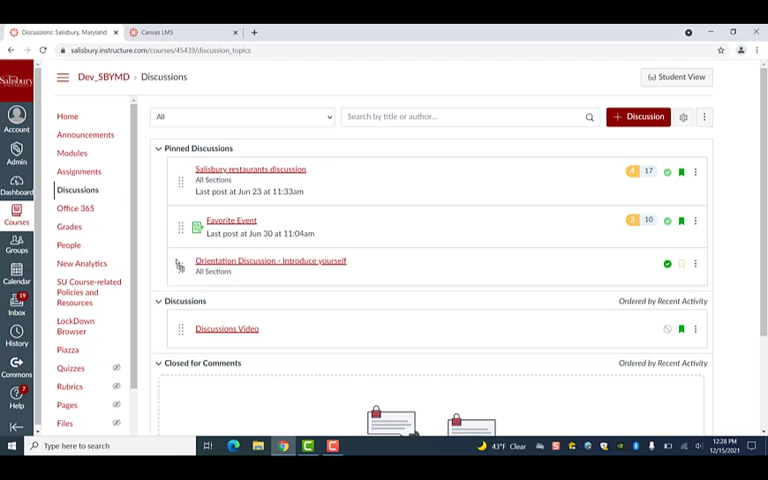 Discussions: Salisbury, Maryland
Canvas LMS
salisbury.instructure.com/courses/45439/discussion_topics
Salisbury
Dev_SBYMD › Discussions
Student View
Account
Admin
Dashboard
Courses
Groups
Calendar
19
Inbox
History
Commons
7
Help
Home
Announcements
Modules
Assignments
Discussions
Office 365
Grades
People
New Analytics
SU Course-related
Policies and
Resources
LockDown
Browser
Piazza
Quizzes
Rubrics
Pages
Files
All
Search by title or author...
+ Discussion
Pinned Discussions
Salisbury restaurants discussion
All Sections
Last post at Jun 23 at 11:33am
4 17
Favorite Event
Last post at Jun 30 at 11:04am
3 10
Orientation Discussion - Introduce yourself
All Sections
Discussions
Ordered by Recent Activity
Discussions Video
Closed for Comments
Ordered by Recent Activity
Type here to search
43°F Clear
12:28 PM
12/15/2021